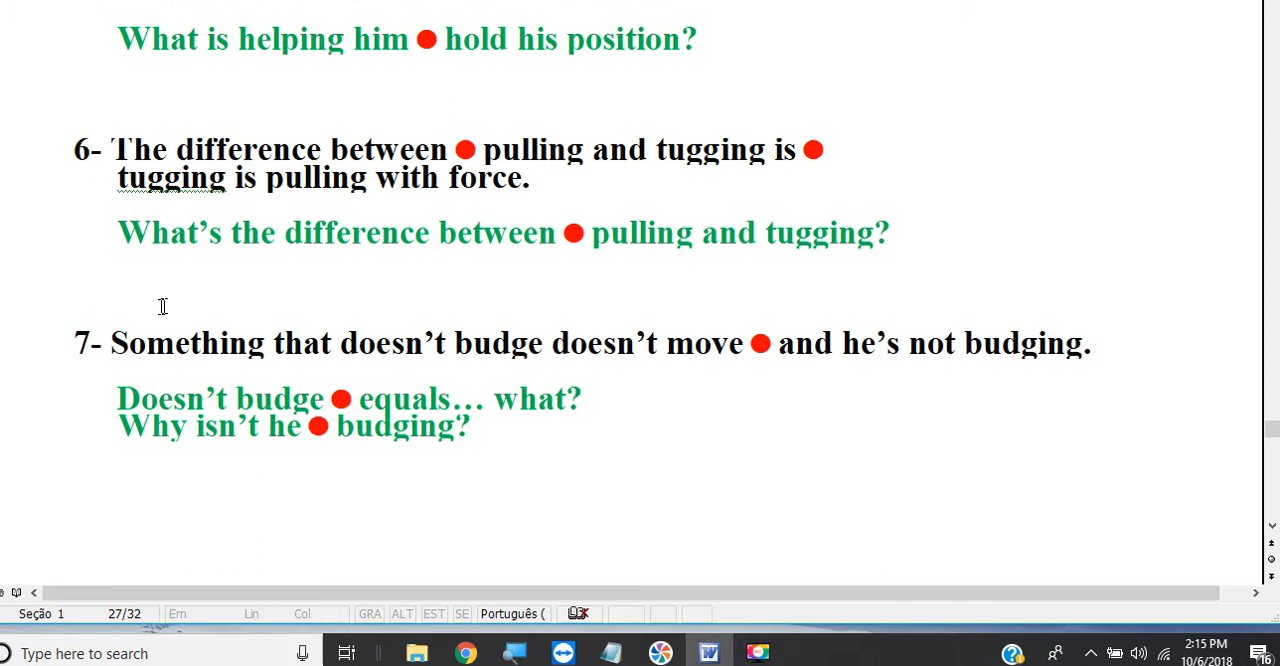 What is helping him ● hold his position?
6- The difference between ● pulling and tugging is ●
tugging is pulling with force.
What's the difference between ● pulling and tugging?
7- Something that doesn't budge doesn't move ● and he's not budging.
Doesn't budge ● equals... what?
Why isn't he ● budging?
Seção 1 27/32 Em Lin Col GRA ALT EST SE Português (
Type here to search
2:15 PM
10/6/2018
16